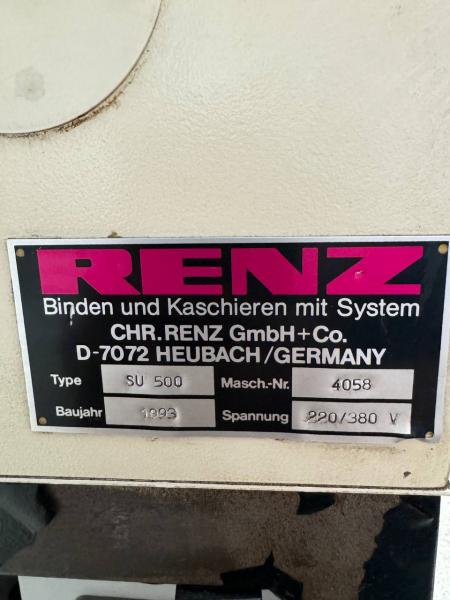 RENZ
Binden und Kaschieren mit System
CHR.RENZ GmbH+Co.
D-7072 HEUBACH/GERMANY
Type SU 500 Masch.-Nr. 4058
Baujahr 1993 Spannung 220/380 V